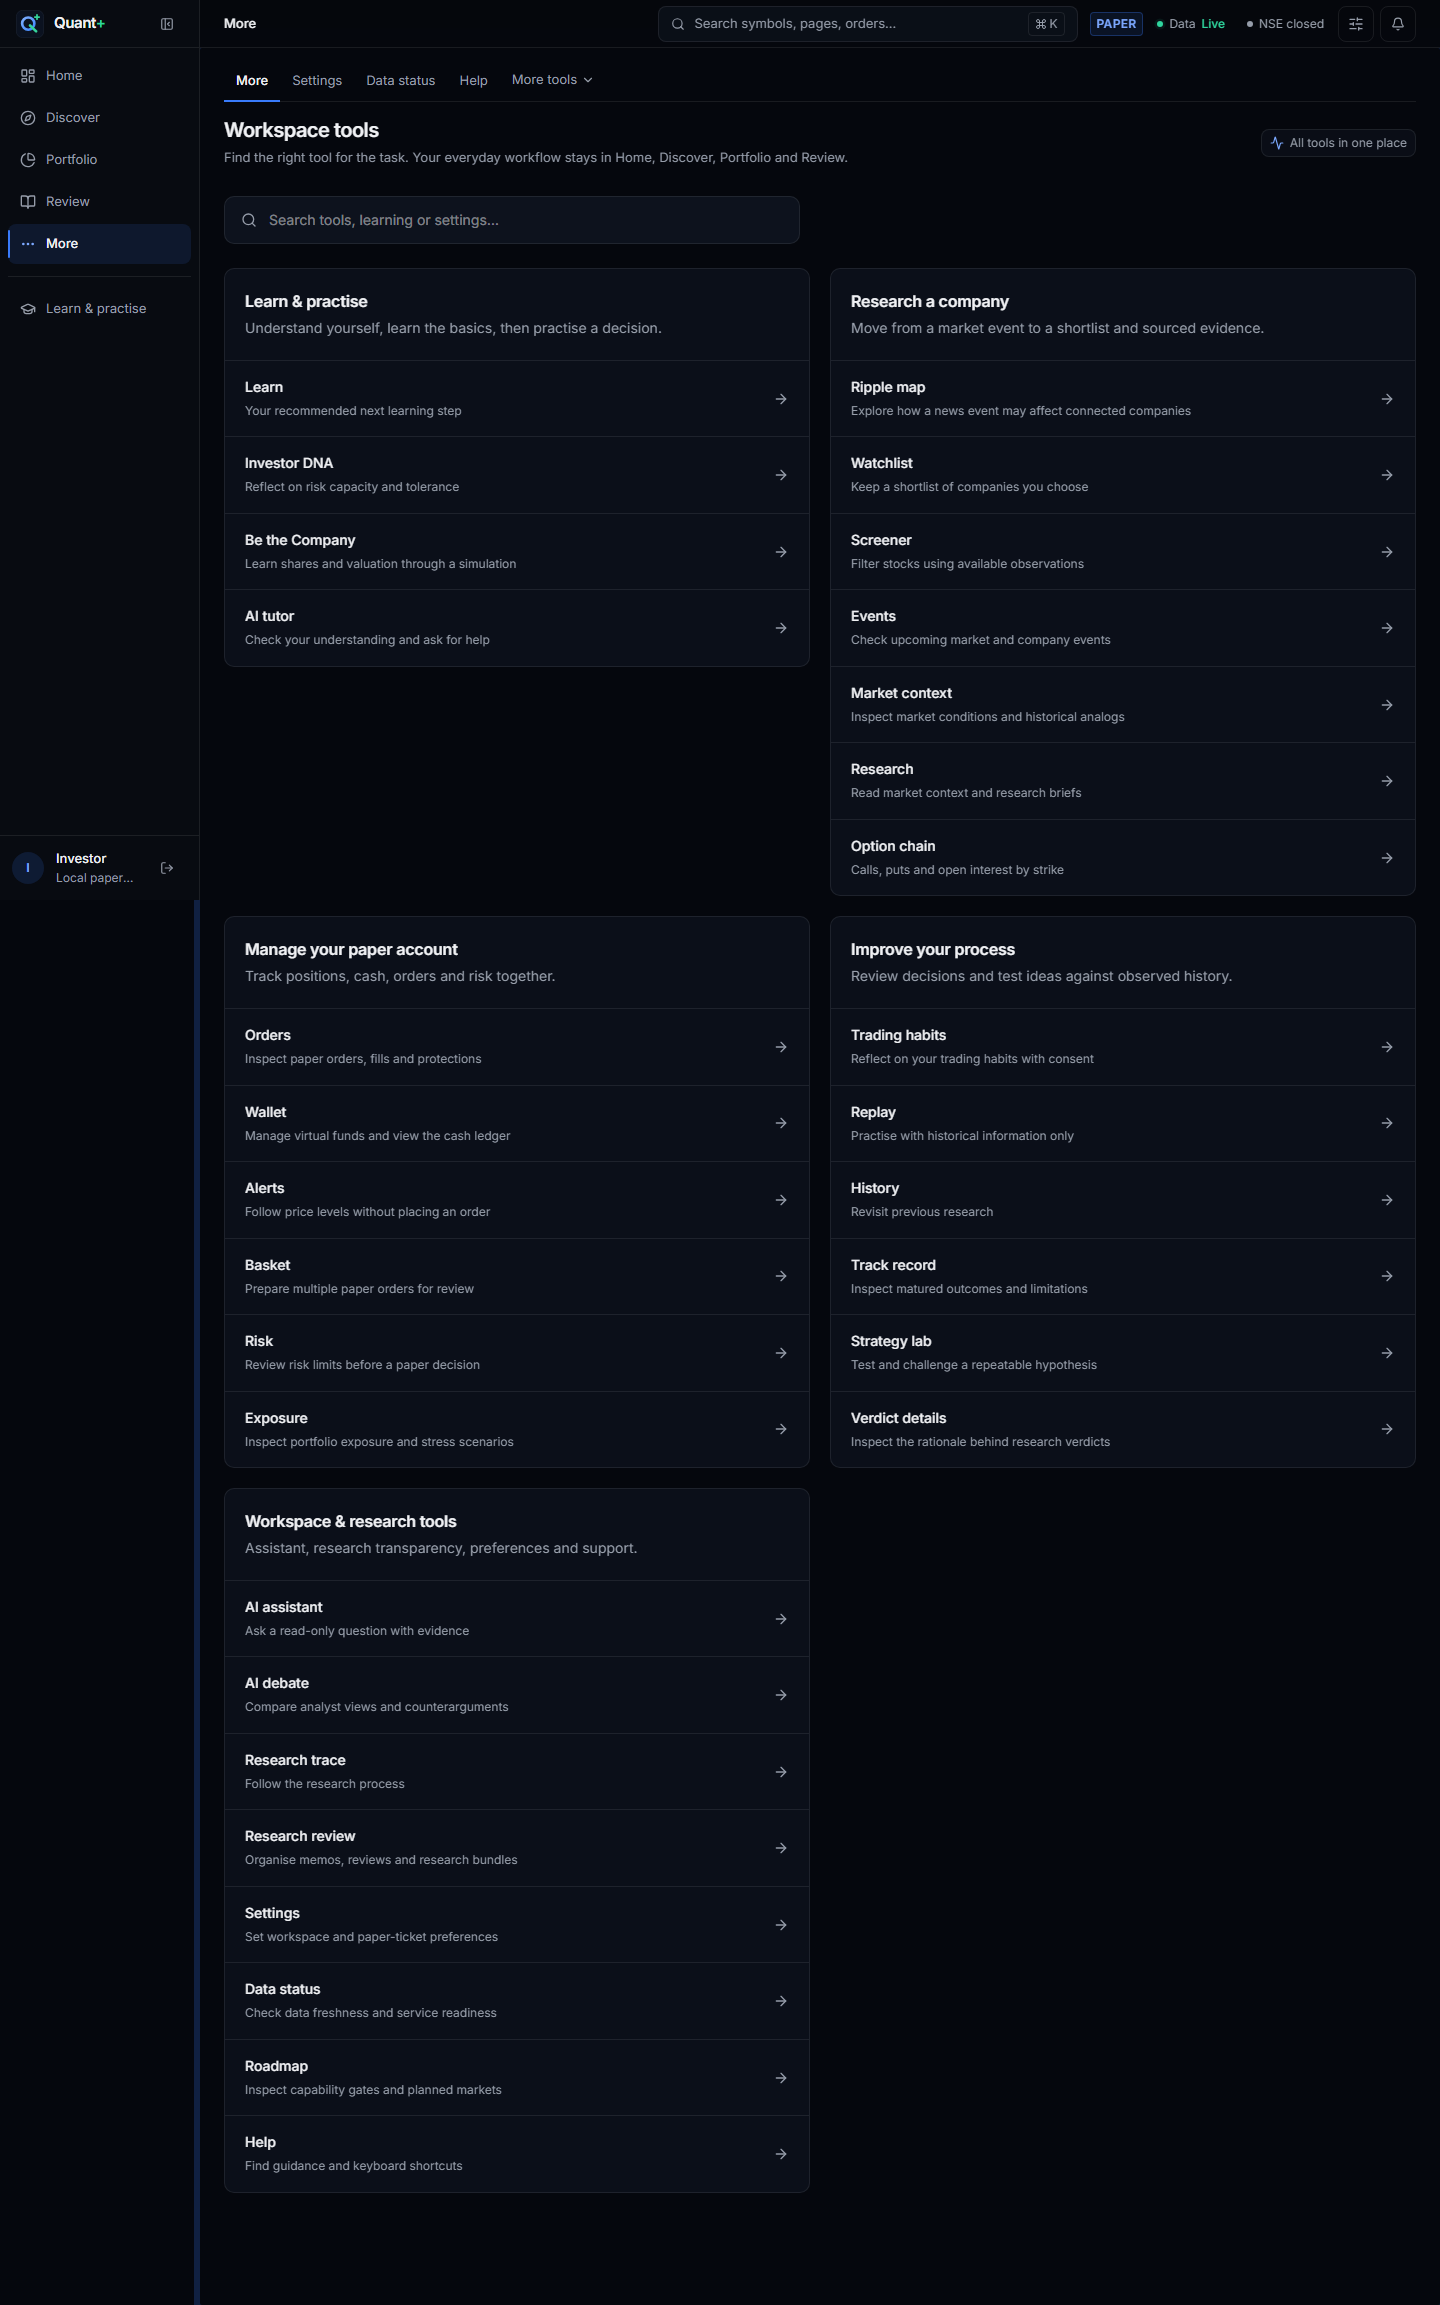 Quant+
More
Search symbols, pages, orders...
⌘ K
PAPER
Data Live
NSE closed
Home
Discover
Portfolio
Review
More
Learn & practise
Investor
Local paper...
I
More
Settings
Data status
Help
More tools
Workspace tools
Find the right tool for the task. Your everyday workflow stays in Home, Discover, Portfolio and Review.
All tools in one place
Search tools, learning or settings...
Learn & practise
Understand yourself, learn the basics, then practise a decision.
Learn
Your recommended next learning step
Investor DNA
Reflect on risk capacity and tolerance
Be the Company
Learn shares and valuation through a simulation
AI tutor
Check your understanding and ask for help
Research a company
Move from a market event to a shortlist and sourced evidence.
Ripple map
Explore how a news event may affect connected companies
Watchlist
Keep a shortlist of companies you choose
Screener
Filter stocks using available observations
Events
Check upcoming market and company events
Market context
Inspect market conditions and historical analogs
Research
Read market context and research briefs
Option chain
Calls, puts and open interest by strike
Manage your paper account
Track positions, cash, orders and risk together.
Orders
Inspect paper orders, fills and protections
Wallet
Manage virtual funds and view the cash ledger
Alerts
Follow price levels without placing an order
Basket
Prepare multiple paper orders for review
Risk
Review risk limits before a paper decision
Exposure
Inspect portfolio exposure and stress scenarios
Improve your process
Review decisions and test ideas against observed history.
Trading habits
Reflect on your trading habits with consent
Replay
Practise with historical information only
History
Revisit previous research
Track record
Inspect matured outcomes and limitations
Strategy lab
Test and challenge a repeatable hypothesis
Verdict details
Inspect the rationale behind research verdicts
Workspace & research tools
Assistant, research transparency, preferences and support.
AI assistant
Ask a read-only question with evidence
AI debate
Compare analyst views and counterarguments
Research trace
Follow the research process
Research review
Organise memos, reviews and research bundles
Settings
Set workspace and paper-ticket preferences
Data status
Check data freshness and service readiness
Roadmap
Inspect capability gates and planned markets
Help
Find guidance and keyboard shortcuts